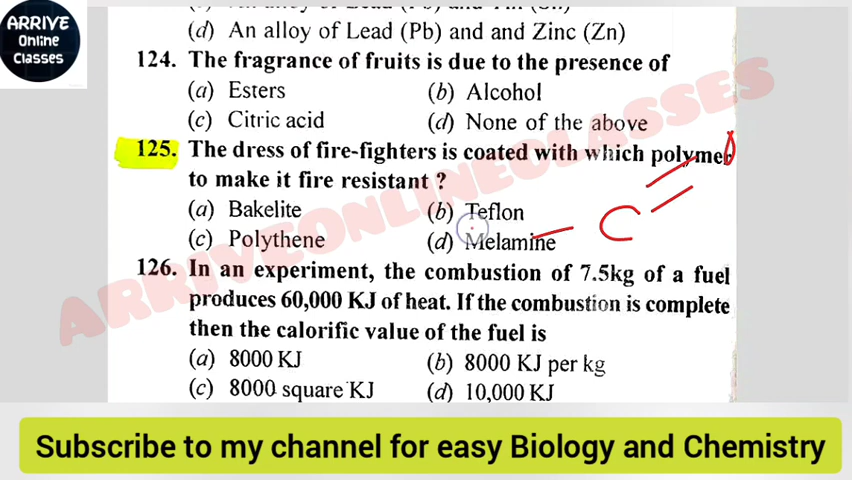 ARRIVE
Online
Classes
(d) An alloy of Lead (Pb) and and Zinc (Zn)
124. The fragrance of fruits is due to the presence of
(a) Esters (b) Alcohol
(c) Citric acid (d) None of the above
125. The dress of fire-fighters is coated with which polymer
to make it fire resistant ?
(a) Bakelite (b) Teflon
(c) Polythene (d) Melamine
126. In an experiment, the combustion of 7.5kg of a fuel
produces 60,000 KJ of heat. If the combustion is complete
then the calorific value of the fuel is
(a) 8000 KJ (b) 8000 KJ per kg
(c) 8000 square KJ (d) 10,000 KJ
ARRIVEONLINECLASSES
Subscribe to my channel for easy Biology and Chemistry